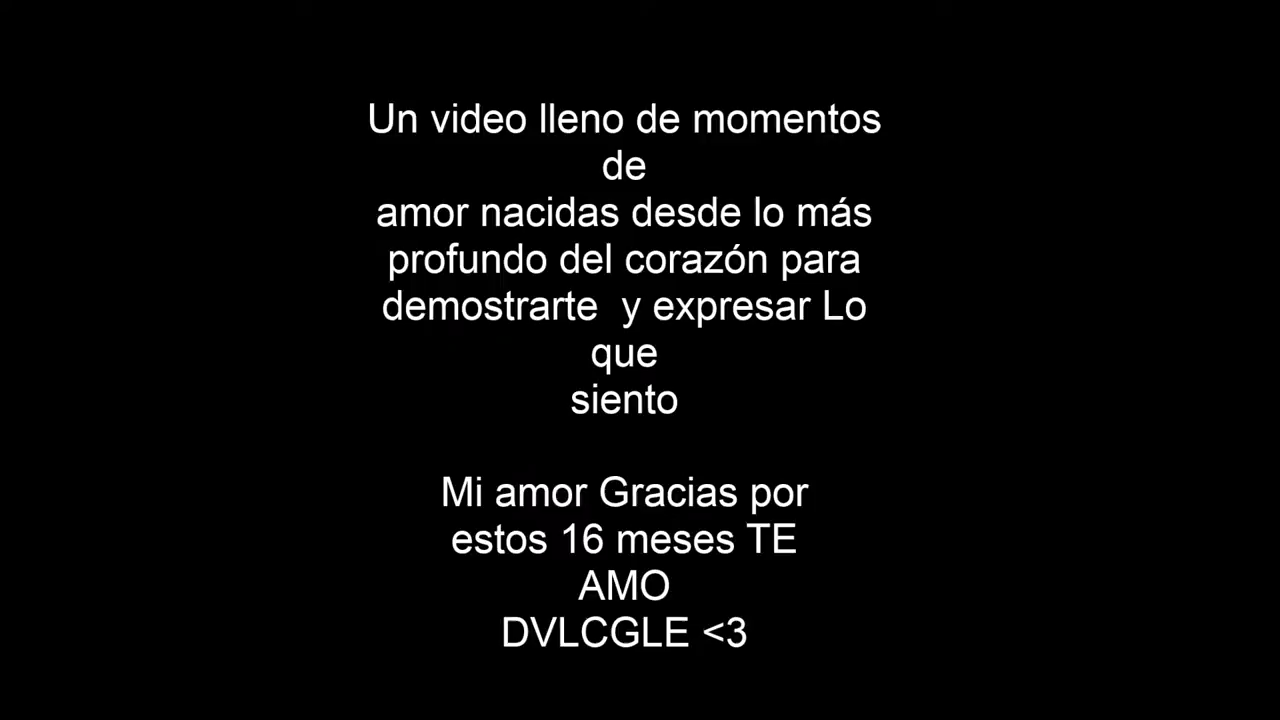 Un video lleno de momentos
de
amor nacidas desde lo más
profundo del corazón para
demostrarte  y expresar Lo
que
siento
Mi amor Gracias por
estos 16 meses TE
AMO
DVLCGLE <3